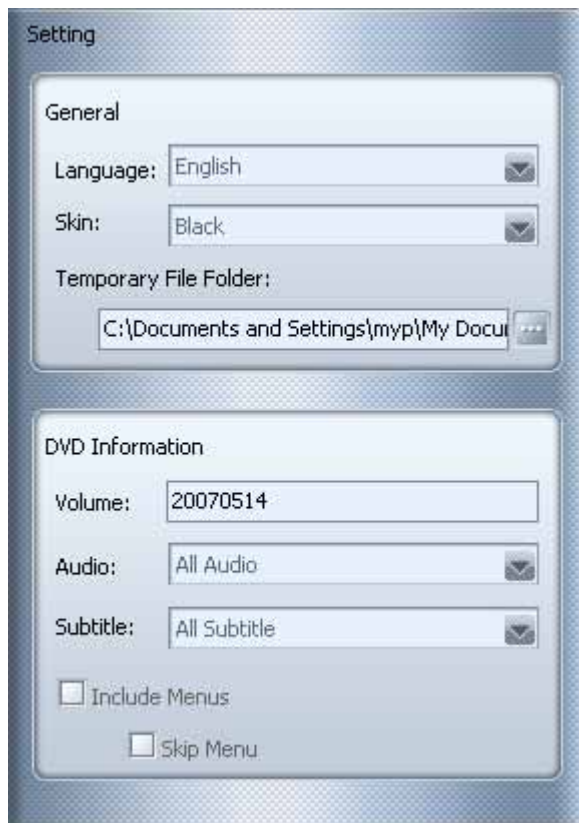 Setting
General
Language: English
Skin: Black
Temporary File Folder:
C:\Documents and Settings\myp\My Docu
DVD Information
Volume: 20070514
Audio: All Audio
Subtitle: All Subtitle
Include Menus
Skip Menu